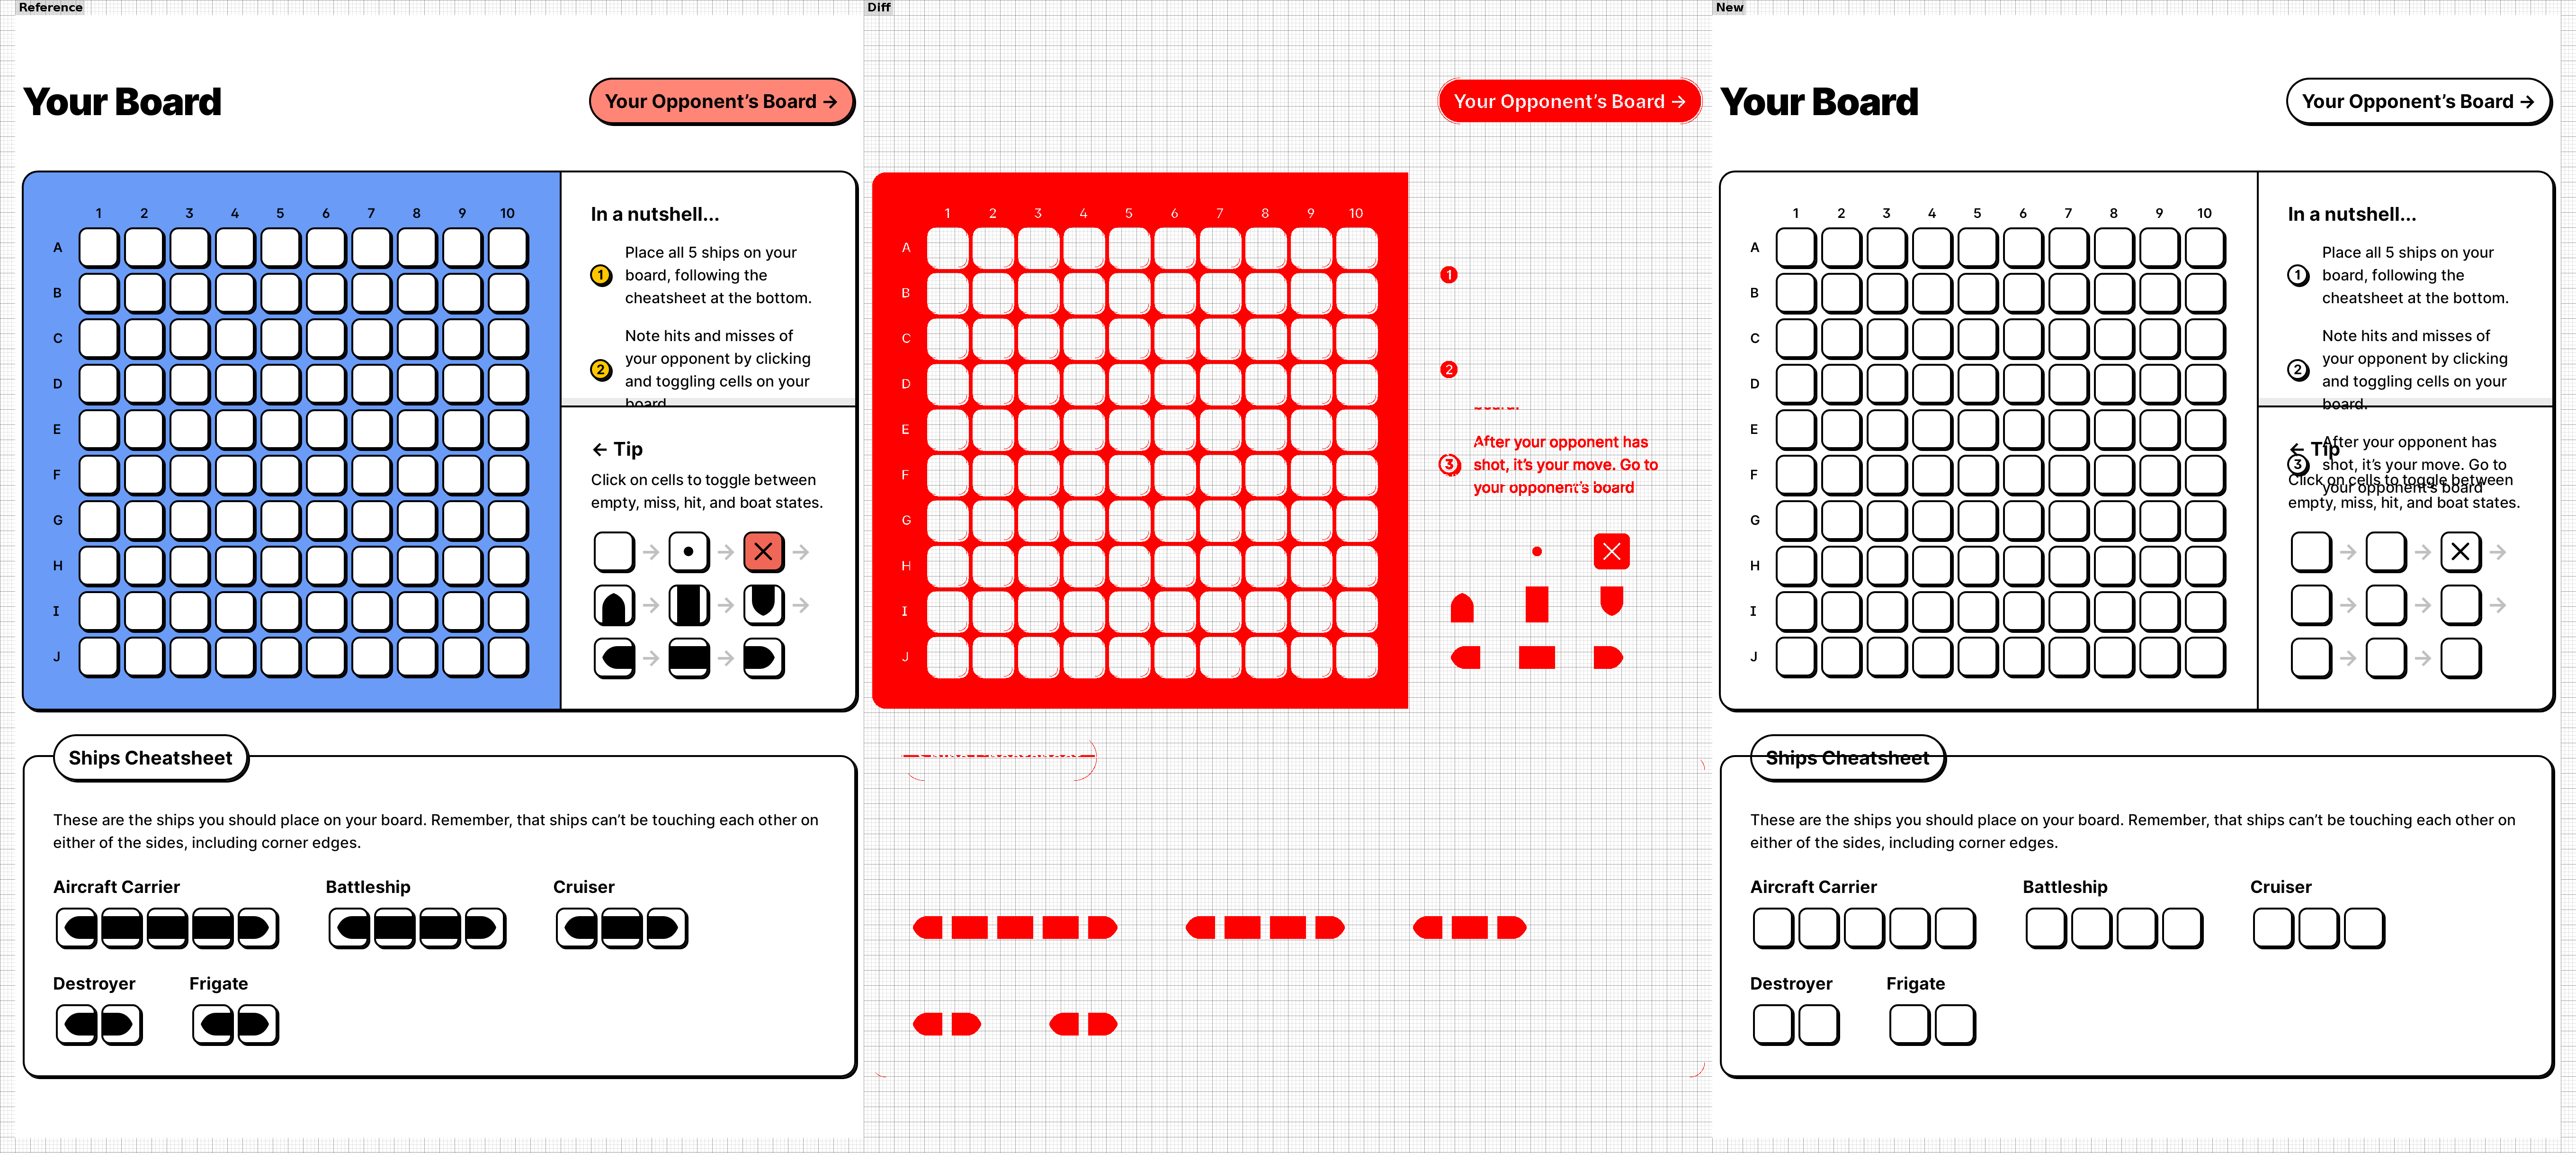 Reference
Your Board
Your Opponent’s Board →
1 2 3 4 5 6 7 8 9 10
A
B
C
D
E
F
G
H
I
J
In a nutshell...
1
Place all 5 ships on your
board, following the
cheatsheet at the bottom.
2
Note hits and misses of
your opponent by clicking
and toggling cells on your
board.
← Tip
Click on cells to toggle between
empty, miss, hit, and boat states.
Ships Cheatsheet
These are the ships you should place on your board. Remember, that ships can’t be touching each other on
either of the sides, including corner edges.
Aircraft Carrier
Battleship
Cruiser
Destroyer
Frigate
Diff
Your Opponent’s Board →
1 2 3 4 5 6 7 8 9 10
A
B
C
D
E
F
G
H
I
J
1
2
board.
3
After your opponent has
shot, it’s your move. Go to
your opponent’s board
New
Your Board
Your Opponent’s Board →
1 2 3 4 5 6 7 8 9 10
A
B
C
D
E
F
G
H
I
J
In a nutshell...
1
Place all 5 ships on your
board, following the
cheatsheet at the bottom.
2
Note hits and misses of
your opponent by clicking
and toggling cells on your
board.
3
After your opponent has
shot, it’s your move. Go to
your opponent’s board
← Tip
Click on cells to toggle between
empty, miss, hit, and boat states.
Ships Cheatsheet
These are the ships you should place on your board. Remember, that ships can’t be touching each other on
either of the sides, including corner edges.
Aircraft Carrier
Battleship
Cruiser
Destroyer
Frigate